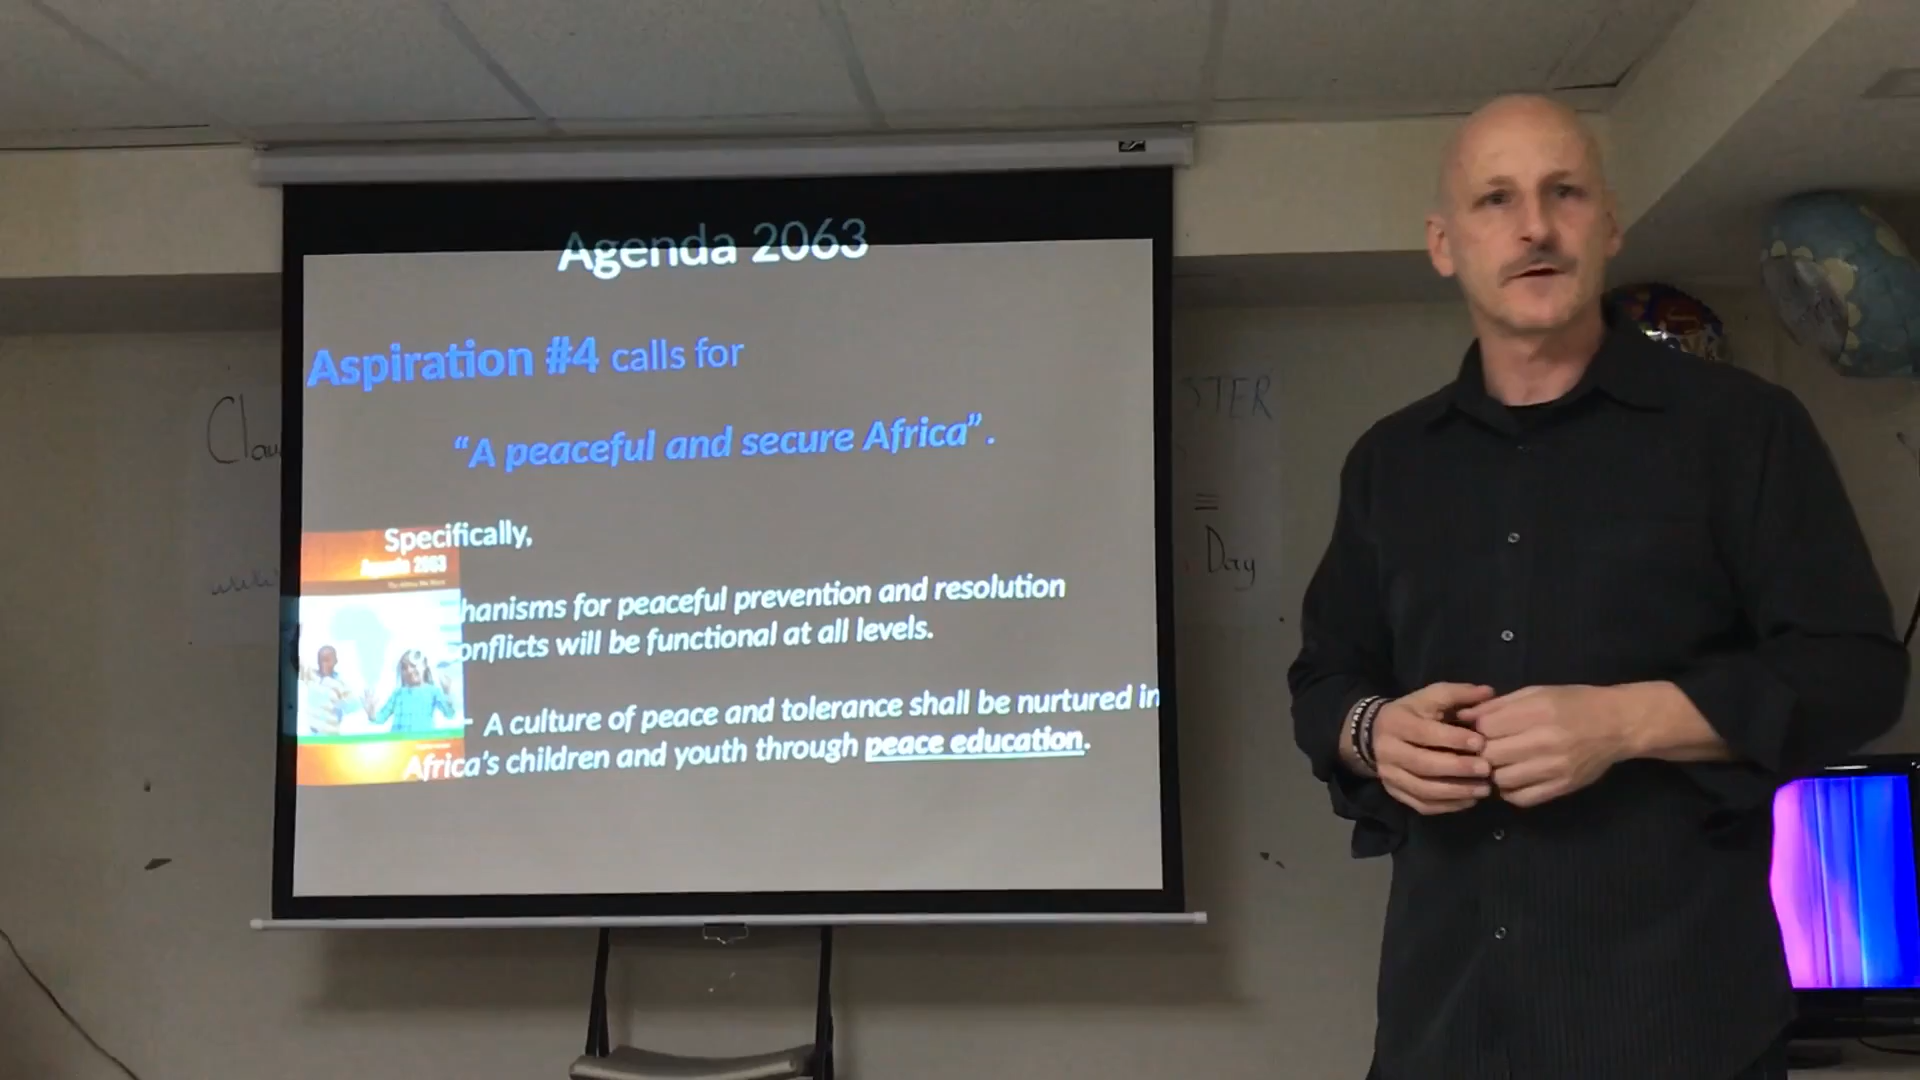 Agenda 2063
Aspiration #4 calls for
“A peaceful and secure Africa”.
Specifically,
Agenda 2063
hanisms for peaceful prevention and resolution
onflicts will be functional at all levels.
- A culture of peace and tolerance shall be nurtured in
Africa’s children and youth through peace education.
Clau
STER
Day